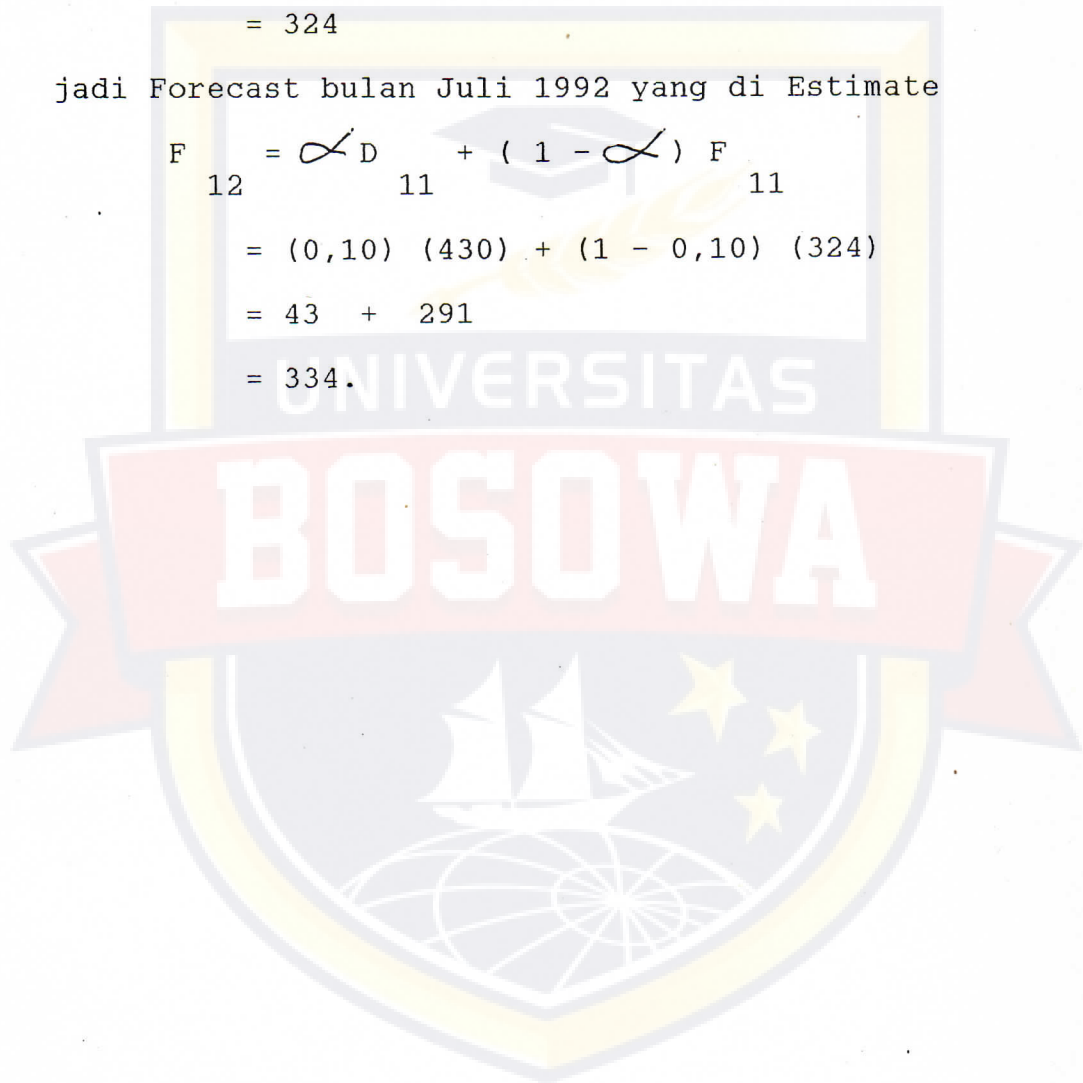 = 324
jadi Forecast bulan Juli 1992 yang di Estimate
F₁₂ = αD₁₁ + ( 1 - α ) F₁₁
= (0,10) (430) + (1 - 0,10) (324)
= 43 + 291
= 334.
UNIVERSITAS
BOSOWA